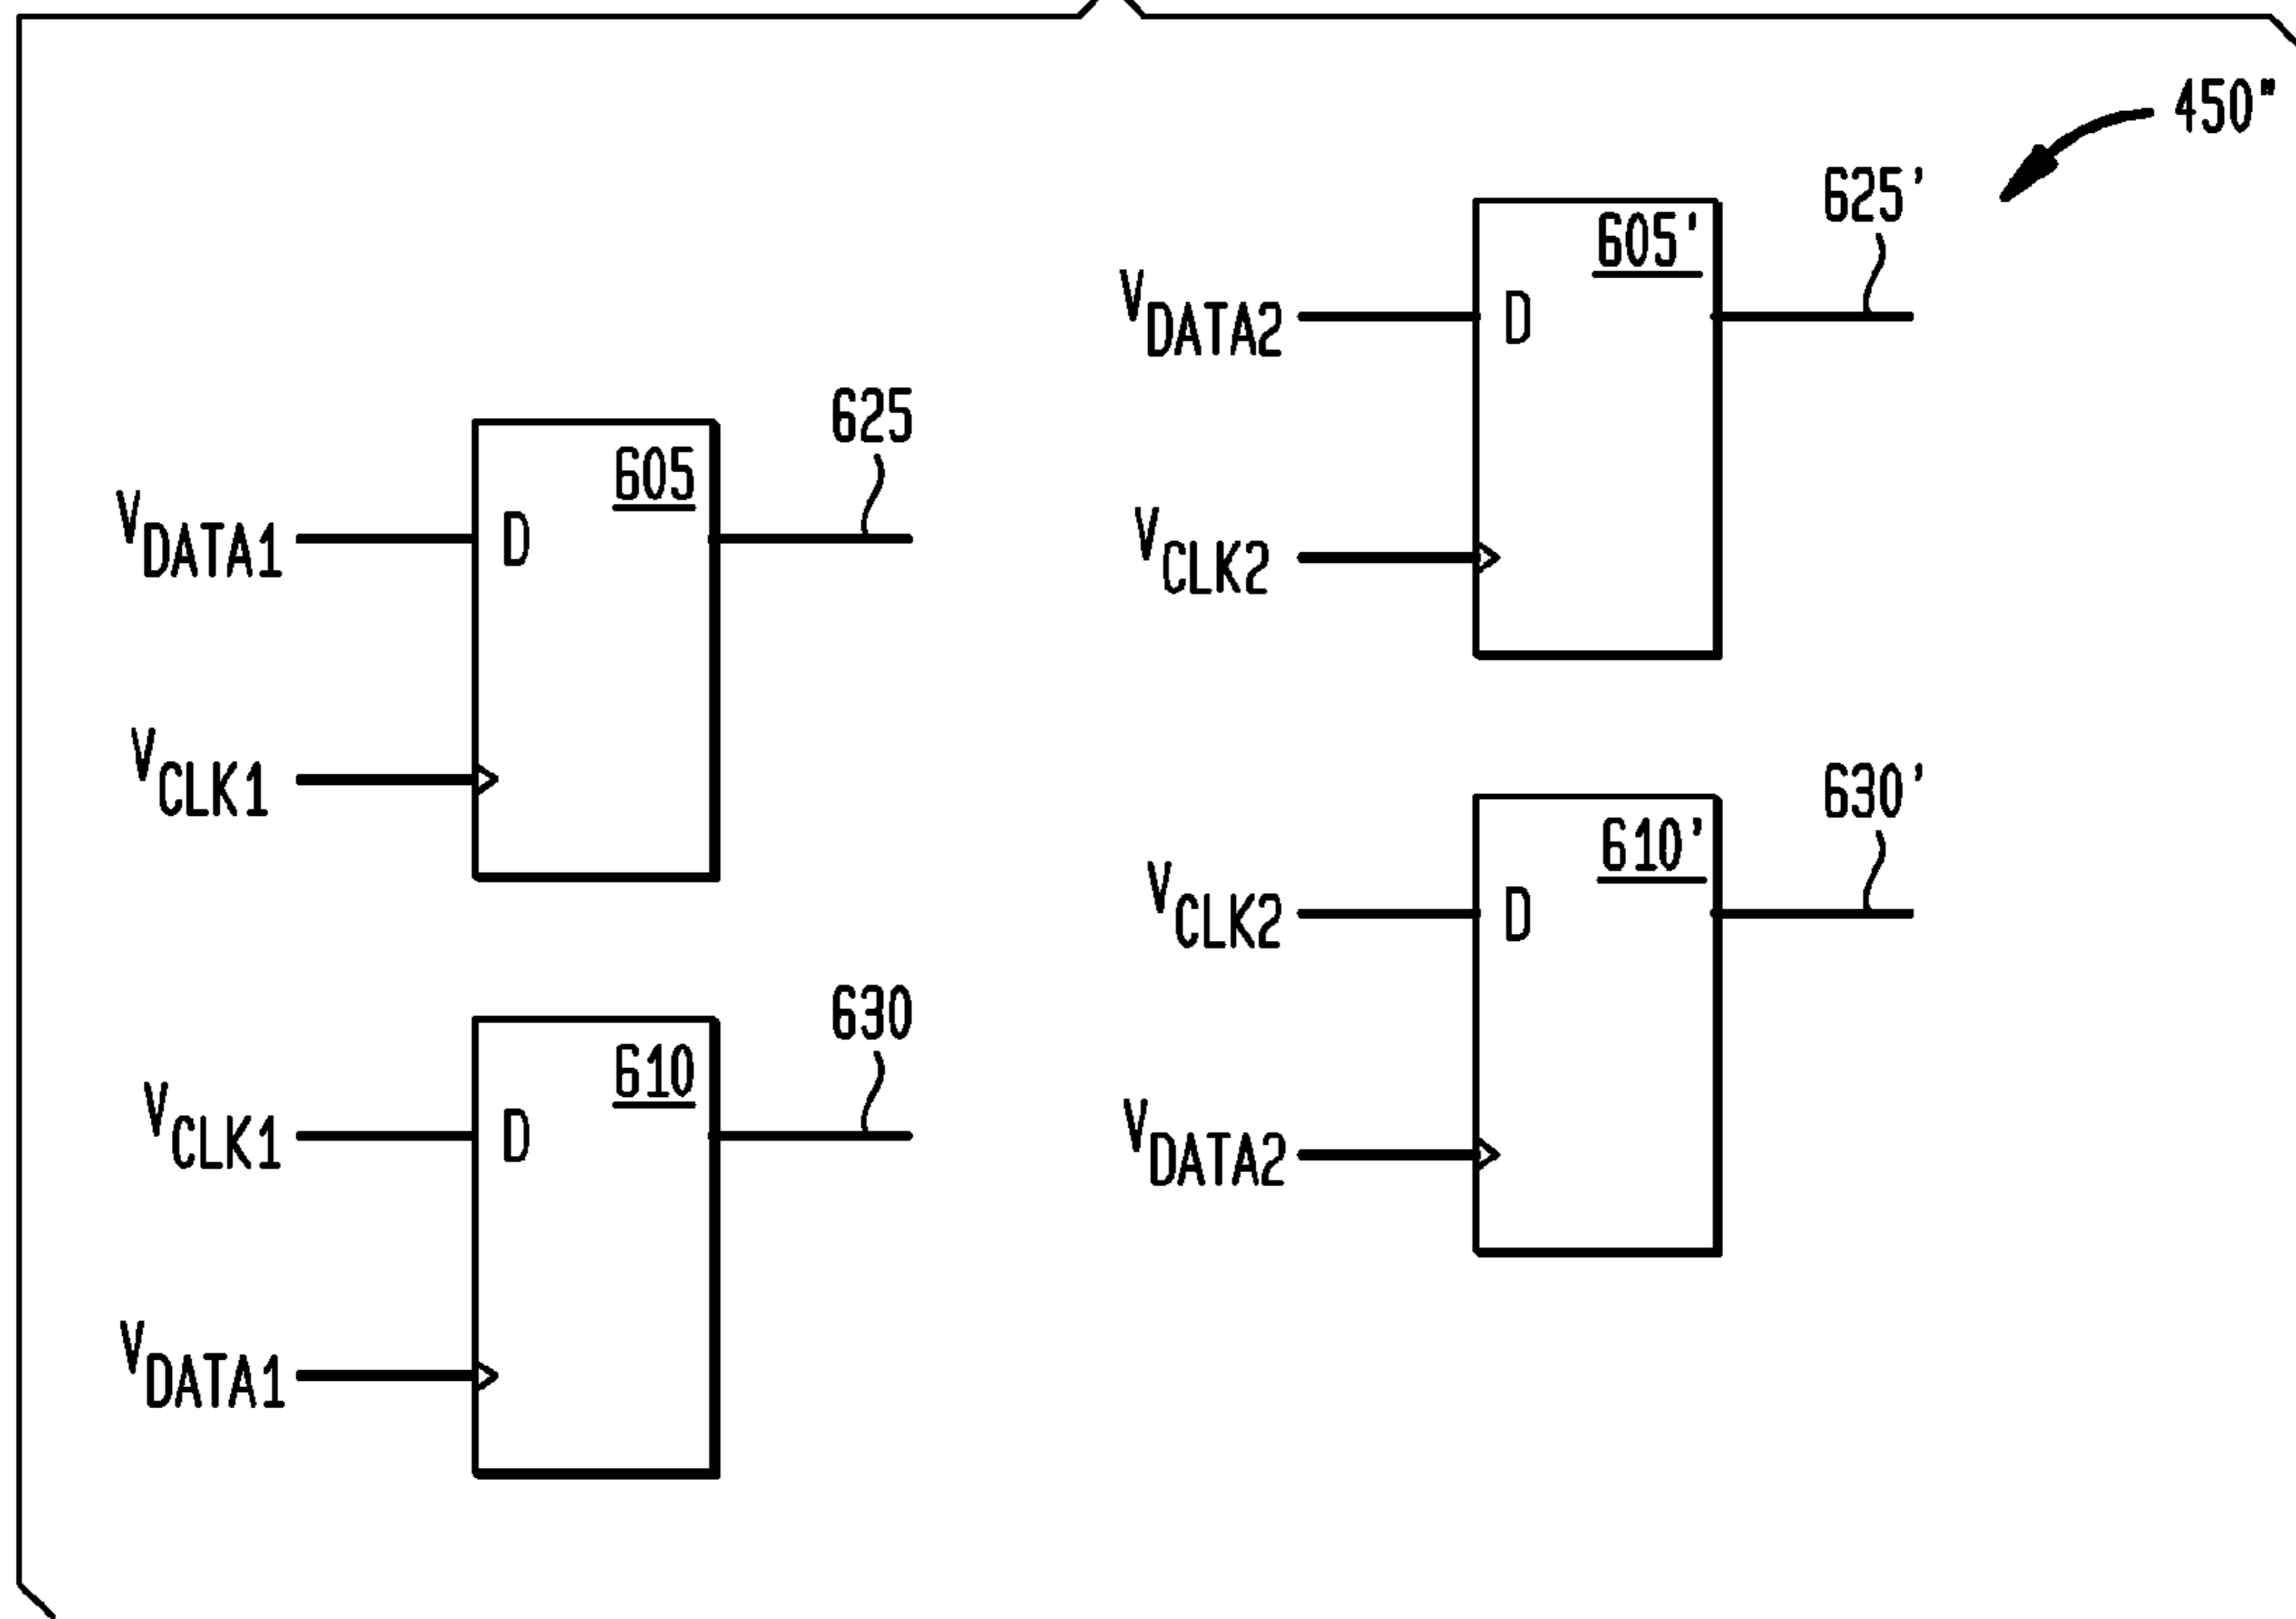 450"
625'
605'
VDATA2
D
VCLK2
625
605
VDATA1
D
VCLK1
630'
610'
VCLK2
D
VDATA2
630
610
VCLK1
D
VDATA1